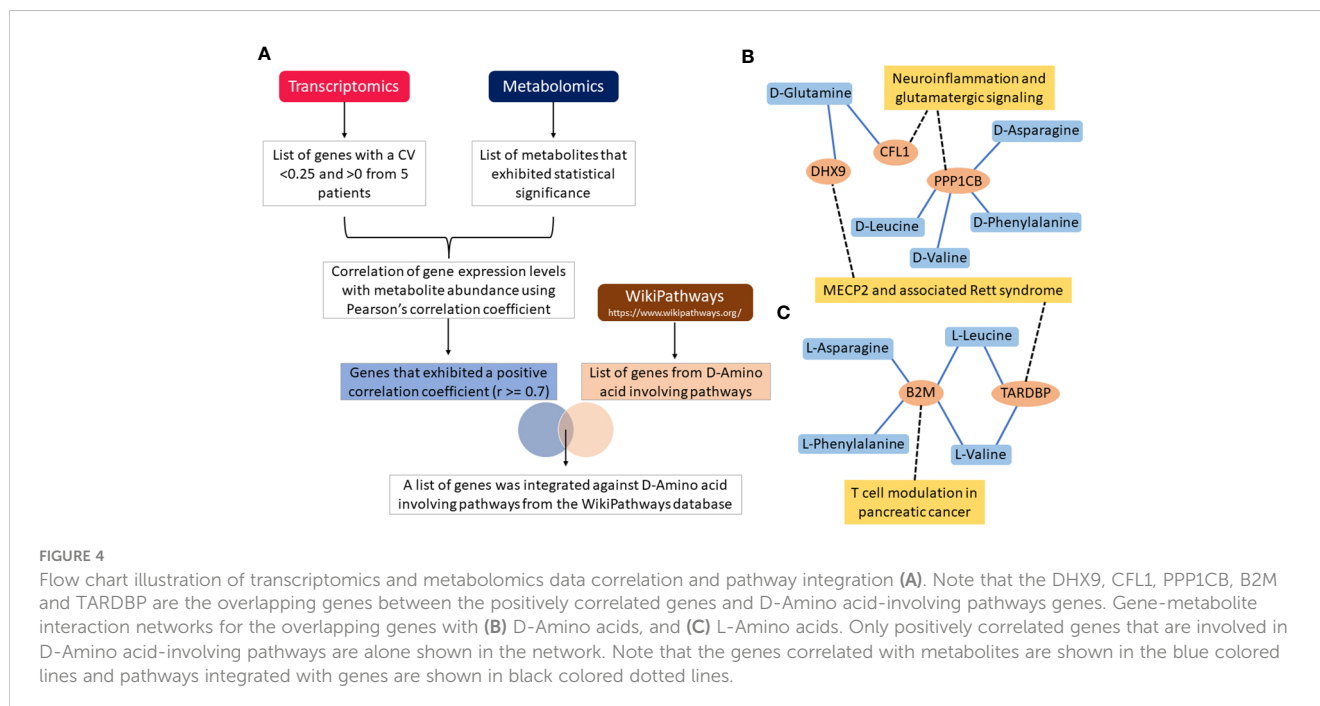 A
Transcriptomics
Metabolomics
List of genes with a CV
<0.25 and >0 from 5
patients
List of metabolites that
exhibited statistical
significance
Correlation of gene expression levels
with metabolite abundance using
Pearson's correlation coefficient
WikiPathways
https://www.wikipathways.org/
Genes that exhibited a positive
correlation coefficient (r >= 0.7)
List of genes from D-Amino
acid involving pathways
A list of genes was integrated against D-Amino acid
involving pathways from the WikiPathways database
B
Neuroinflammation and
glutamatergic signaling
D-Glutamine
D-Asparagine
CFL1
DHX9
PPP1CB
D-Leucine
D-Phenylalanine
D-Valine
MECP2 and associated Rett syndrome
C
L-Asparagine
L-Leucine
B2M
TARDBP
L-Phenylalanine
L-Valine
T cell modulation in
pancreatic cancer
FIGURE 4
Flow chart illustration of transcriptomics and metabolomics data correlation and pathway integration (A). Note that the DHX9, CFL1, PPP1CB, B2M
and TARDBP are the overlapping genes between the positively correlated genes and D-Amino acid-involving pathways genes. Gene-metabolite
interaction networks for the overlapping genes with (B) D-Amino acids, and (C) L-Amino acids. Only positively correlated genes that are involved in
D-Amino acid-involving pathways are alone shown in the network. Note that the genes correlated with metabolites are shown in the blue colored
lines and pathways integrated with genes are shown in black colored dotted lines.